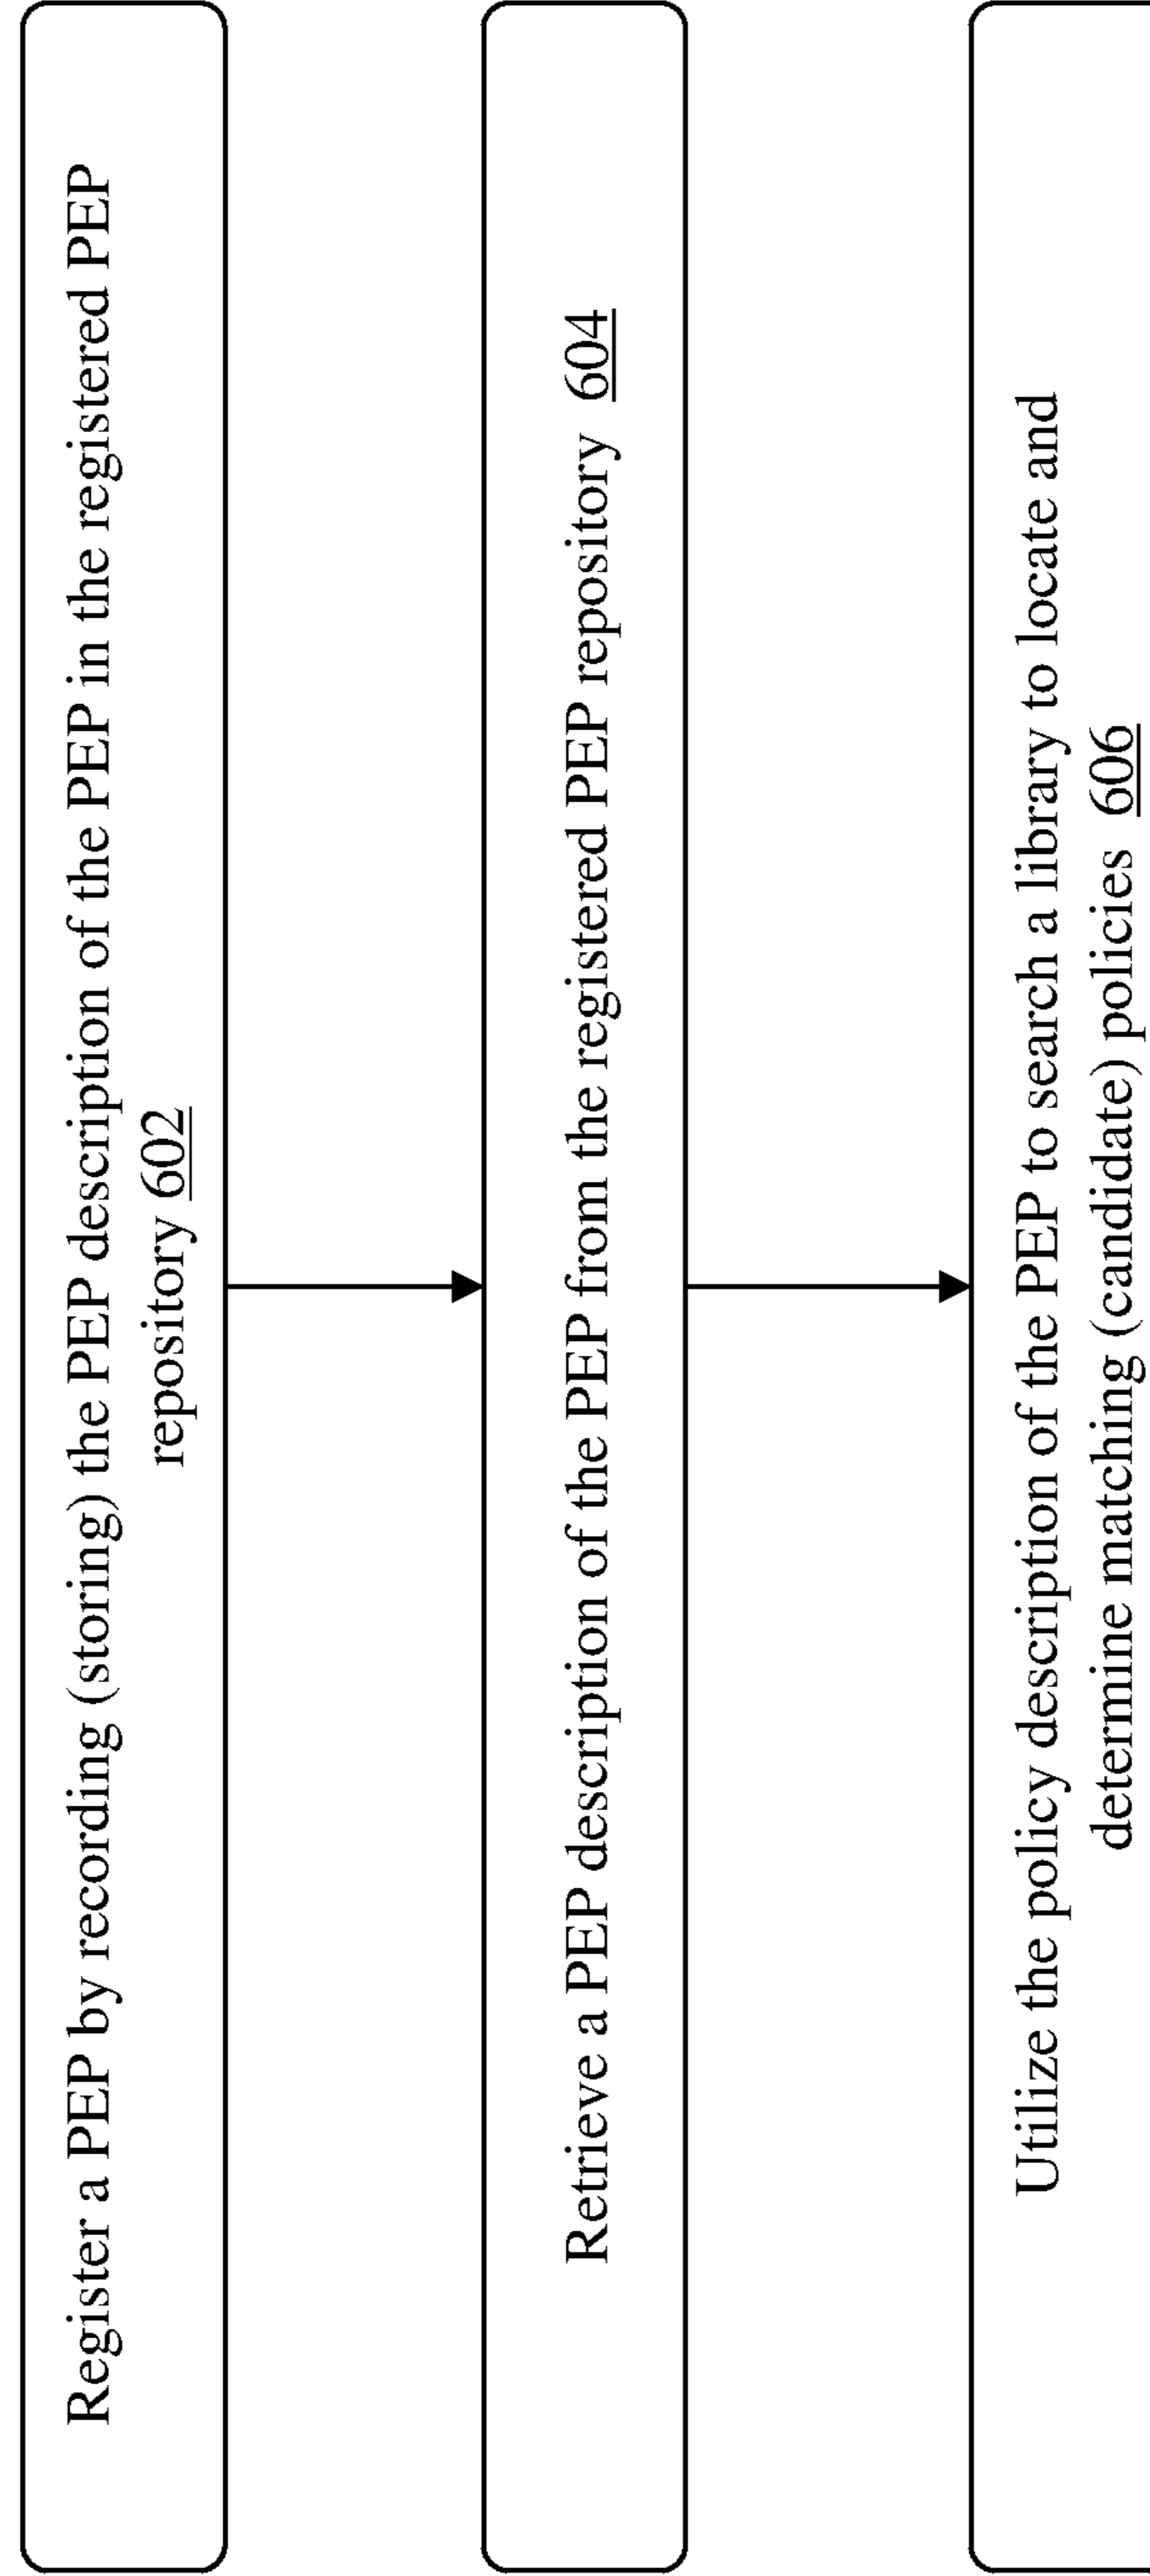 Register a PEP by recording (storing) the PEP description of the PEP in the registered PEP
repository 602
Retrieve a PEP description of the PEP from the registered PEP repository 604
Utilize the policy description of the PEP to search a library to locate and
determine matching (candidate) policies 606